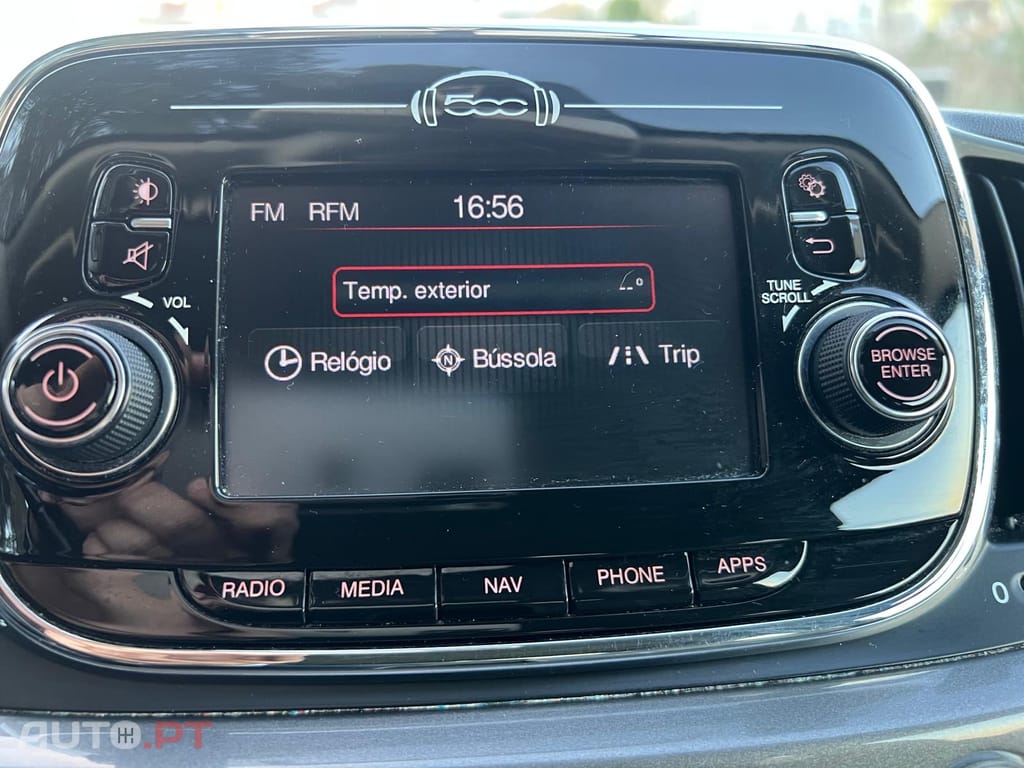 500
FM RFM 16:56
Temp. exterior --°
Relógio N Bússola Trip
VOL
TUNE
SCROLL
BROWSE
ENTER
RADIO MEDIA NAV PHONE APPS
0
AUTO.PT